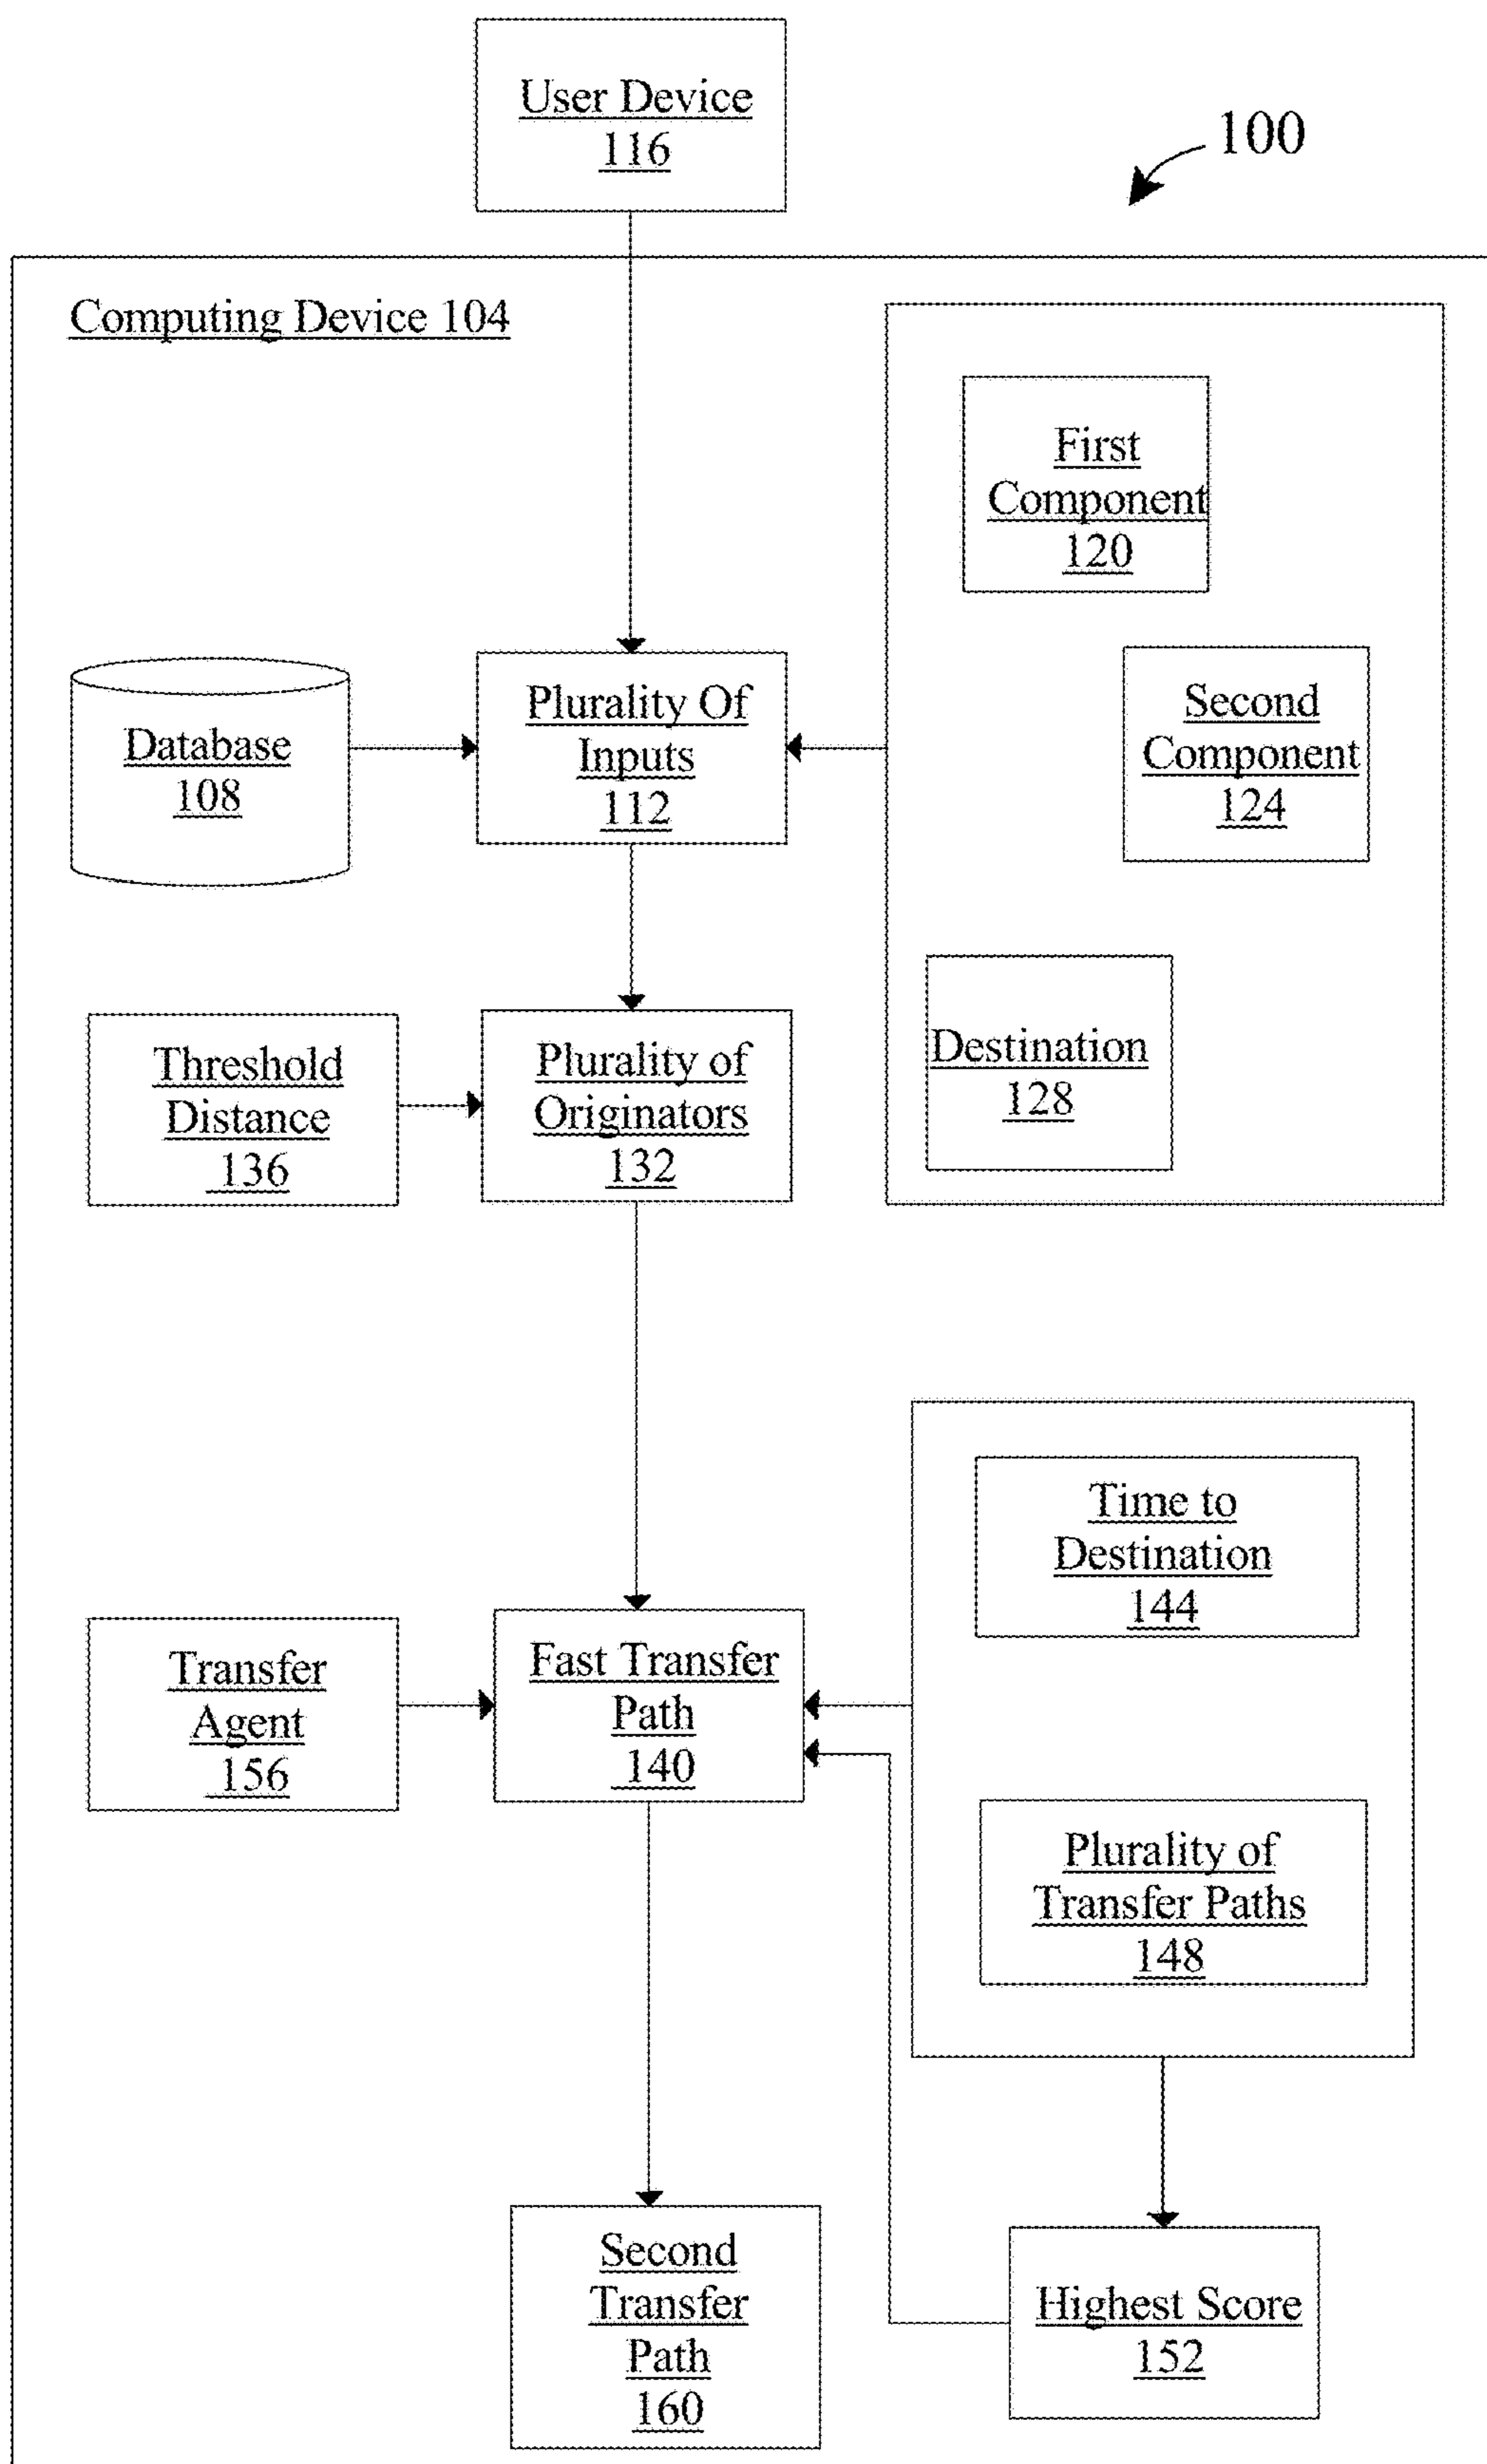 User Device
116
100
Computing Device 104
First
Component
120
Second
Component
124
Database
108
Plurality Of
Inputs
112
Destination
128
Threshold
Distance
136
Plurality of
Originators
132
Time to
Destination
144
Transfer
Agent
156
Fast Transfer
Path
140
Plurality of
Transfer Paths
148
Second
Transfer
Path
160
Highest Score
152